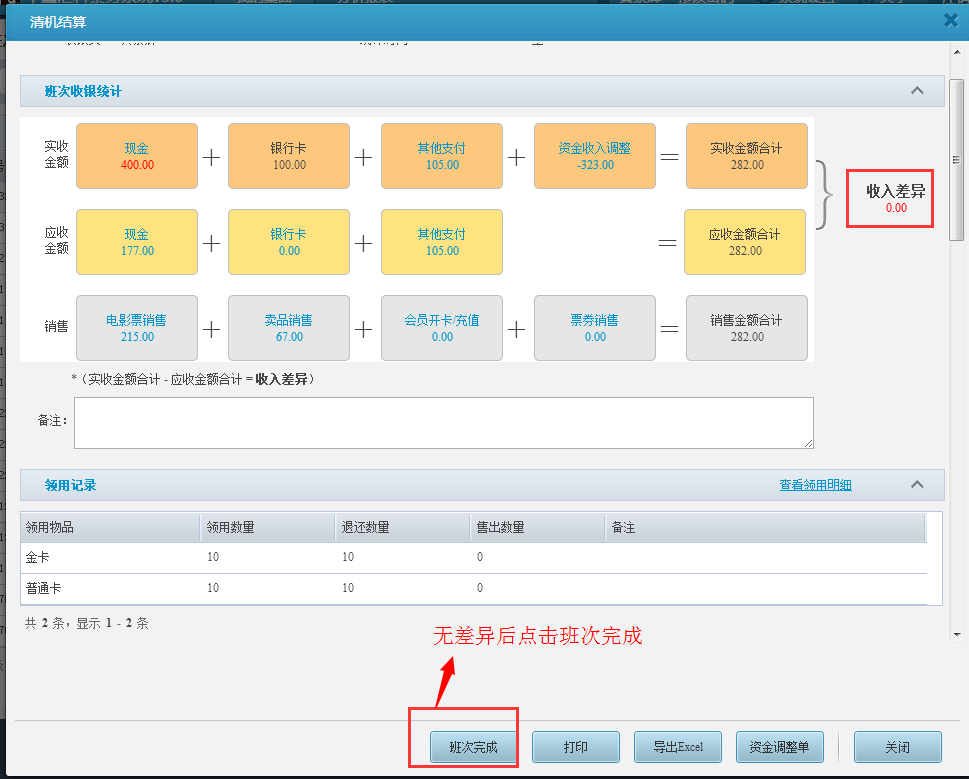 清机结算
班次收银统计
实收金额
现金
400.00
+
银行卡
100.00
+
其他支付
105.00
+
资金收入调整
-323.00
=
实收金额合计
282.00
收入差异
0.00
应收金额
现金
177.00
+
银行卡
0.00
+
其他支付
105.00
=
应收金额合计
282.00
销售
电影票销售
215.00
+
卖品销售
67.00
+
会员开卡/充值
0.00
+
票券销售
0.00
=
销售金额合计
282.00
*（实收金额合计 - 应收金额合计 = 收入差异）
备注：
领用记录 查看领用明细
领用物品 领用数量 退还数量 售出数量 备注
金卡 10 10 0
普通卡 10 10 0
共 2 条，显示 1 - 2 条
无差异后点击班次完成
班次完成 打印 导出Excel 资金调整单 关闭